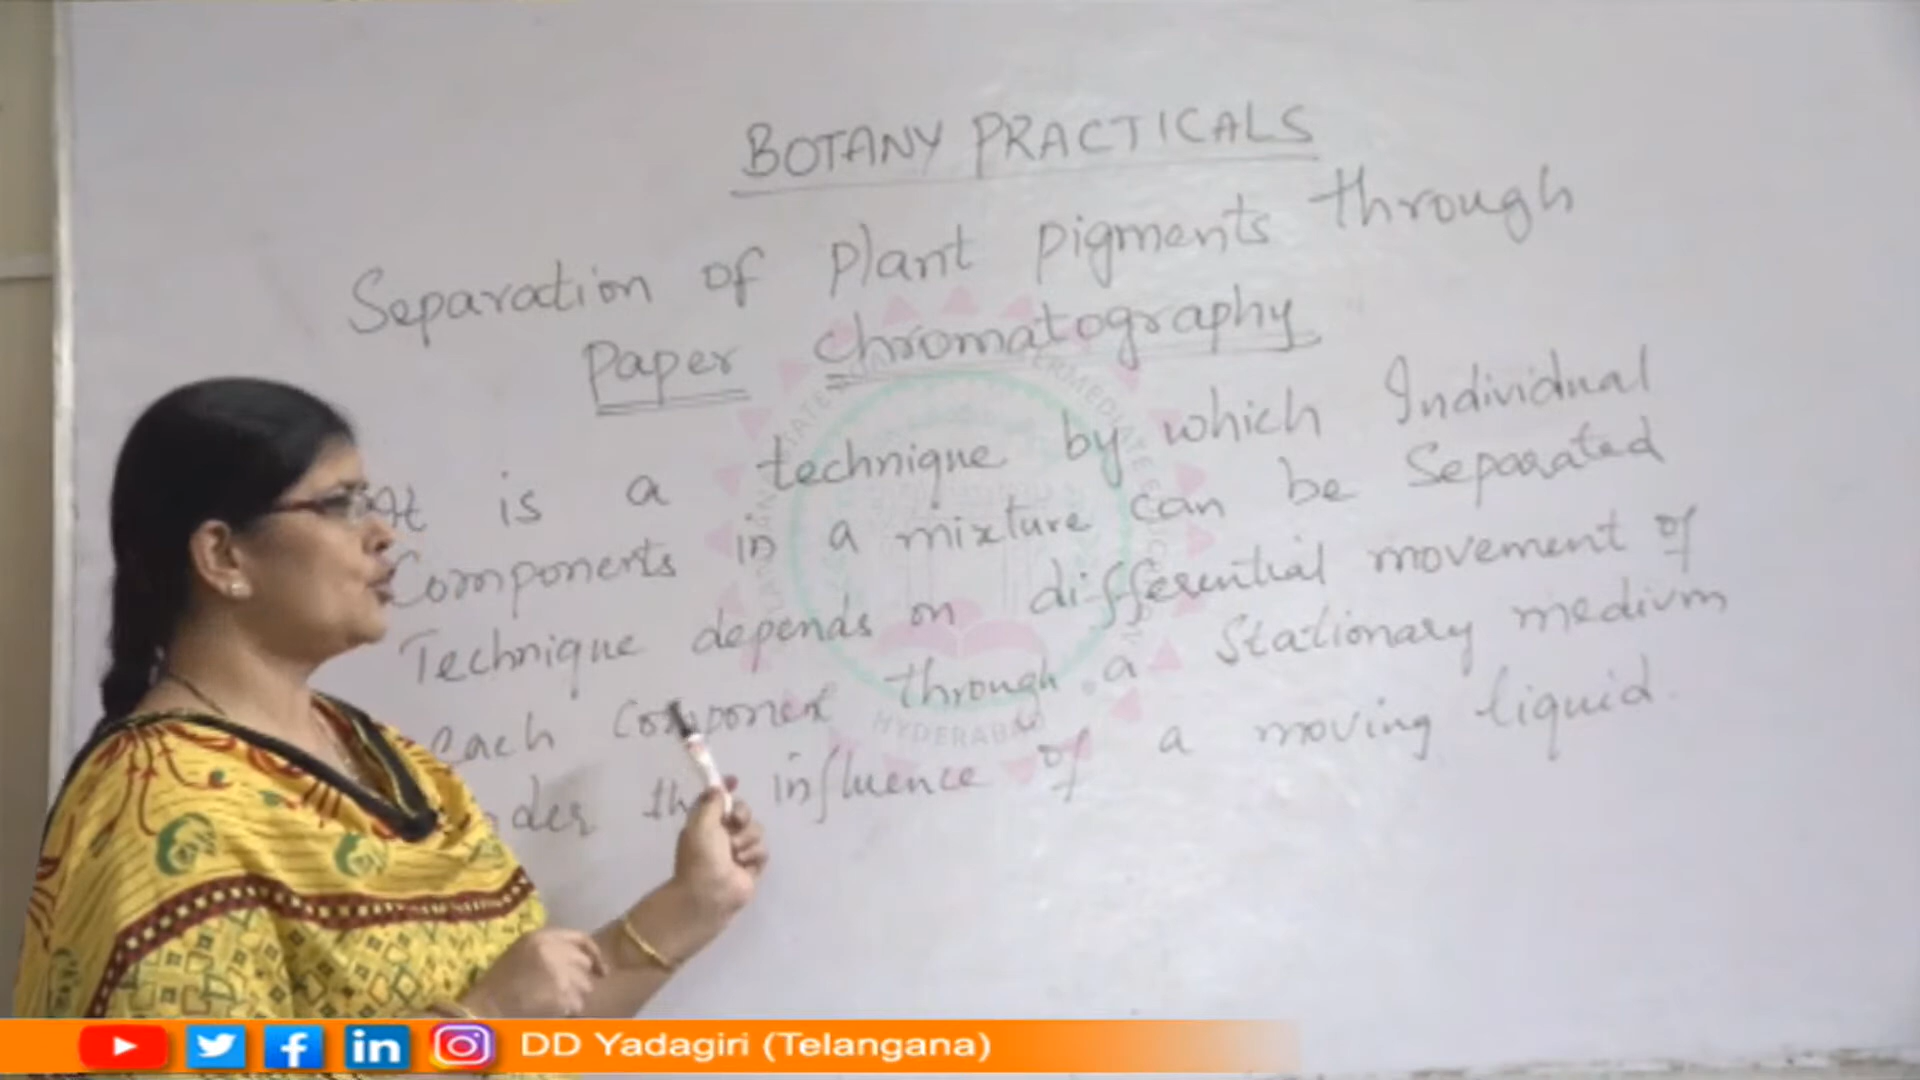 BOTANY PRACTICALS
Separation of plant pigments through
Paper chromatography
It is a technique by which Individual
Components in a mixture can be Separated
Technique depends on differential movement of
each component through a Stationary medium
the influence of a moving liquid
HYDERABAD
DD Yadagiri (Telangana)